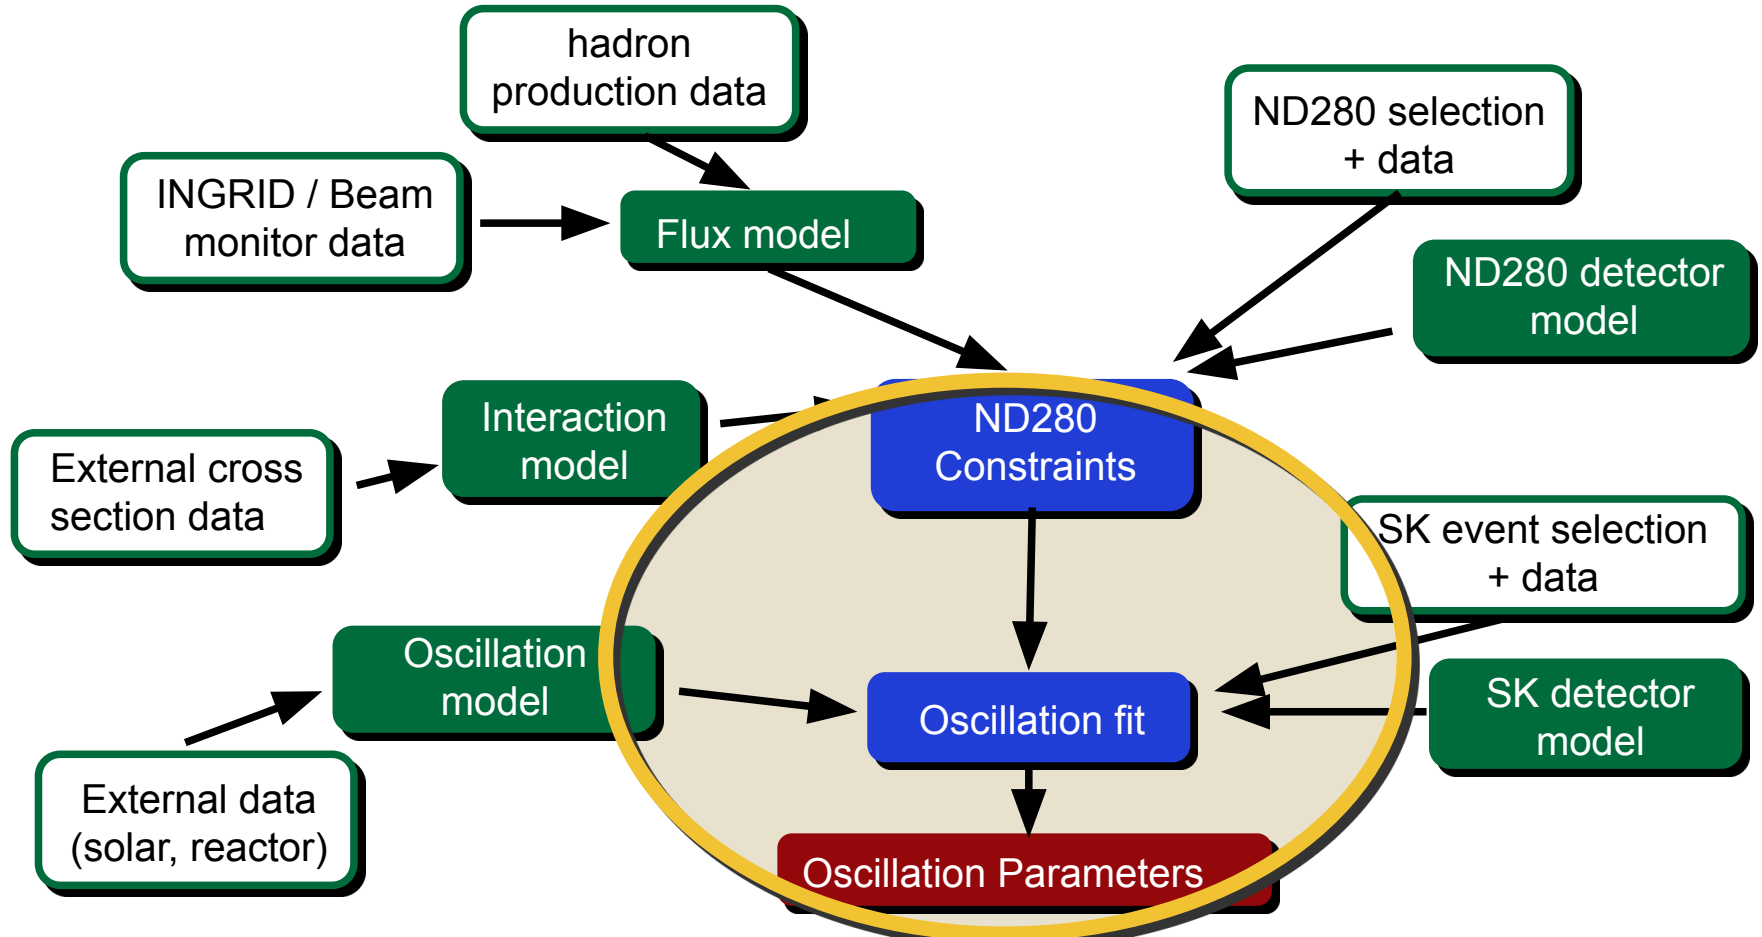 hadron
production data
ND280 selection
+ data
INGRID / Beam
monitor data
Flux model
ND280 detector
model
Interaction
model
ND280
Constraints
External cross
section data
SK event selection
+ data
Oscillation
model
Oscillation fit
SK detector
model
External data
(solar, reactor)
Oscillation Parameters